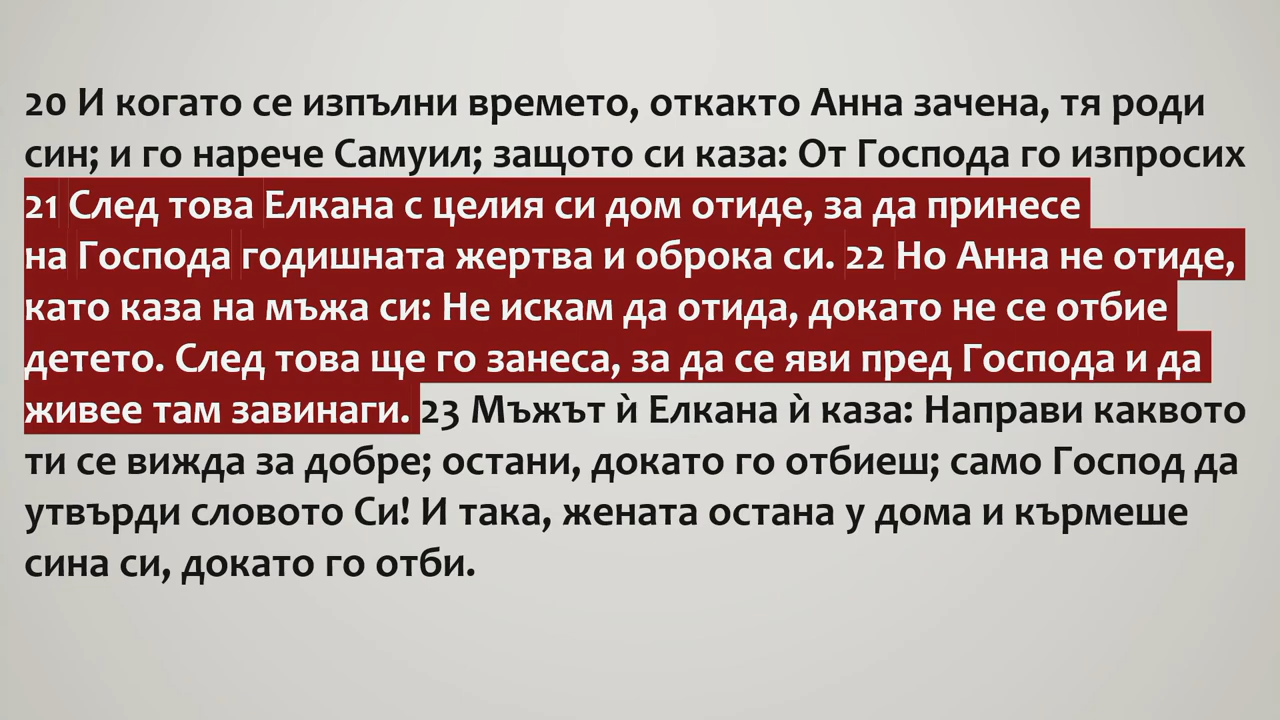 20 И когато се изпълни времето, откакто Анна зачена, тя роди
син; и го нарече Самуил; защото си каза: От Господа го изпросих
21 След това Елкана с целия си дом отиде, за да принесе
на Господа годишната жертва и оброка си. 22 Но Анна не отиде,
като каза на мъжа си: Не искам да отида, докато не се отбие
детето. След това ще го занеса, за да се яви пред Господа и да
живее там завинаги. 23 Мъжът ѝ Елкана ѝ каза: Направи каквото
ти се вижда за добре; остани, докато го отбиеш; само Господ да
утвърди словото Си! И така, жената остана у дома и кърмеше
сина си, докато го отби.